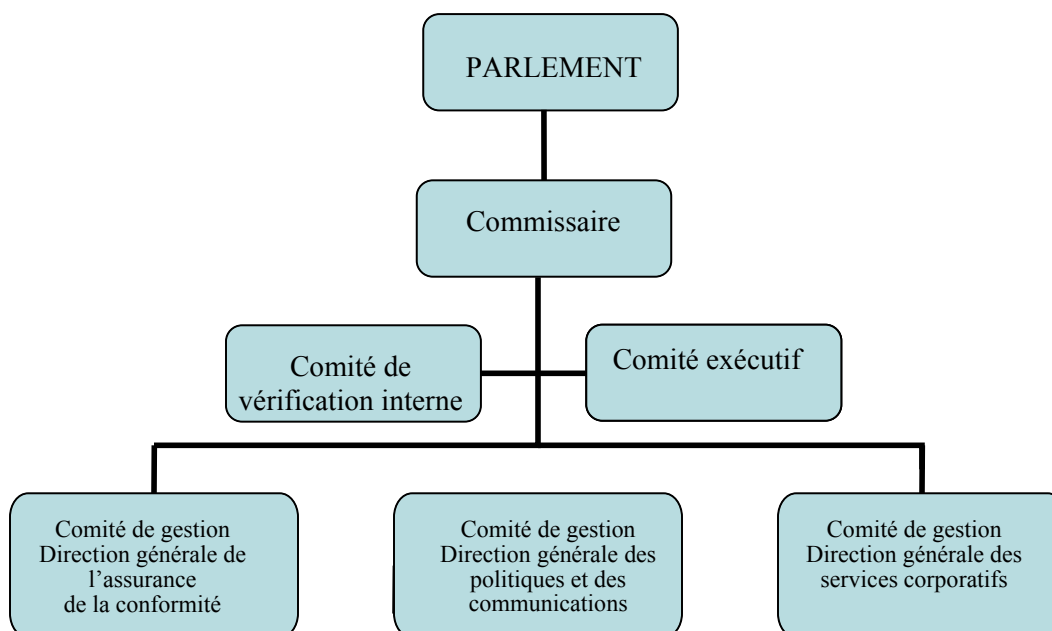 PARLEMENT
Commissaire
Comité de
vérification interne
Comité exécutif
Comité de gestion
Direction générale de
l’assurance
de la conformité
Comité de gestion
Direction générale des
politiques et des
communications
Comité de gestion
Direction générale des
services corporatifs